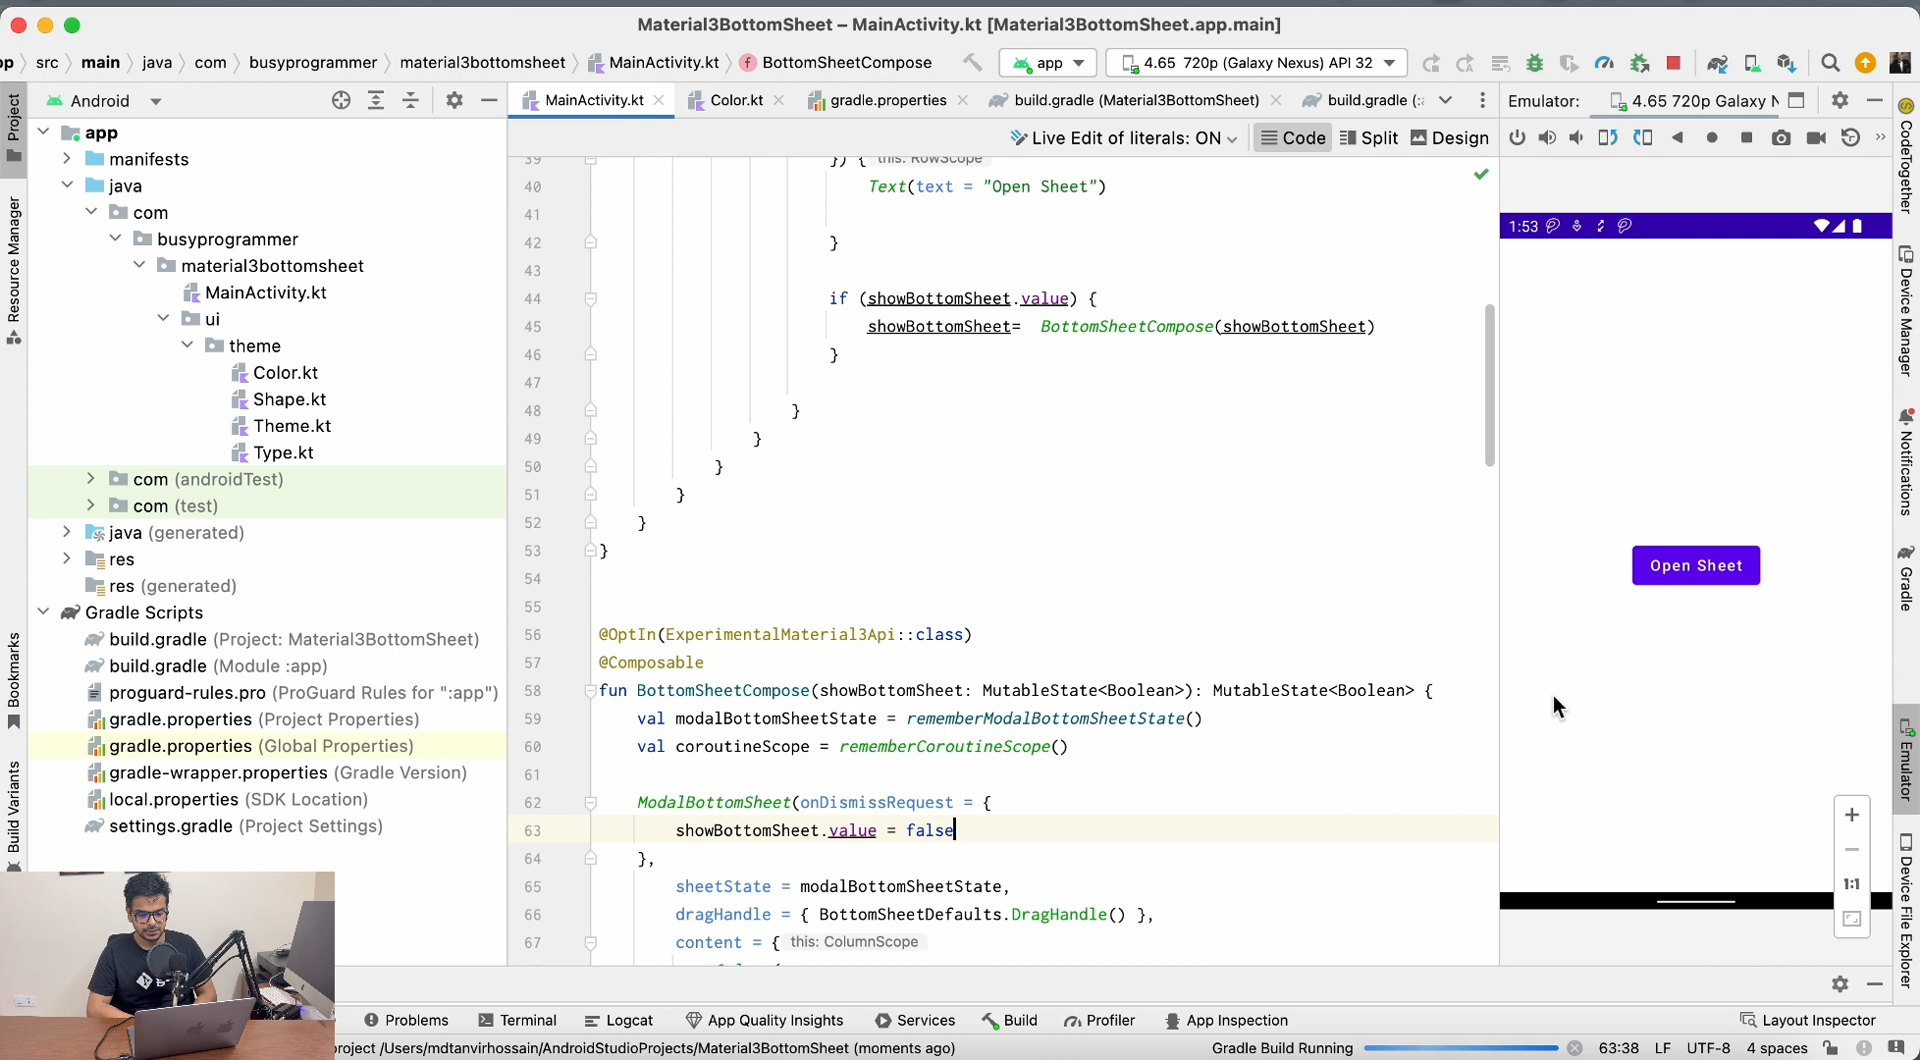 Material3BottomSheet – MainActivity.kt [Material3BottomSheet.app.main]
src main java com busyprogrammer material3bottomsheet MainActivity.kt BottomSheetCompose app 4.65 720p (Galaxy Nexus) API 32
Android
MainActivity.kt Color.kt gradle.properties build.gradle (Material3BottomSheet) build.gradle (:
Emulator: 4.65 720p Galaxy N
Live Edit of literals: ON Code Split Design
Project
Resource Manager
Bookmarks
Build Variants
app
manifests
java
com
busyprogrammer
material3bottomsheet
MainActivity.kt
ui
theme
Color.kt
Shape.kt
Theme.kt
Type.kt
com (androidTest)
com (test)
java (generated)
res
res (generated)
Gradle Scripts
build.gradle (Project: Material3BottomSheet)
build.gradle (Module :app)
proguard-rules.pro (ProGuard Rules for ":app")
gradle.properties (Project Properties)
gradle.properties (Global Properties)
gradle-wrapper.properties (Gradle Version)
local.properties (SDK Location)
settings.gradle (Project Settings)
39 }) { this: RowScope
40 Text(text = "Open Sheet")
41
42 }
43
44 if (showBottomSheet.value) {
45 showBottomSheet= BottomSheetCompose(showBottomSheet)
46 }
47
48 }
49 }
50 }
51 }
52 }
53 }
54
55
56 @OptIn(ExperimentalMaterial3Api::class)
57 @Composable
58 fun BottomSheetCompose(showBottomSheet: MutableState<Boolean>): MutableState<Boolean> {
59 val modalBottomSheetState = rememberModalBottomSheetState()
60 val coroutineScope = rememberCoroutineScope()
61
62 ModalBottomSheet(onDismissRequest = {
63 showBottomSheet.value = false
64 },
65 sheetState = modalBottomSheetState,
66 dragHandle = { BottomSheetDefaults.DragHandle() },
67 content = { this: ColumnScope
1:53
Open Sheet
1:1
CodeTogether
Device Manager
Notifications
Gradle
Emulator
Device File Explorer
Problems Terminal Logcat App Quality Insights Services Build Profiler App Inspection Layout Inspector
roject /Users/mdtanvirhossain/AndroidStudioProjects/Material3BottomSheet (moments ago) Gradle Build Running 63:38 LF UTF-8 4 spaces